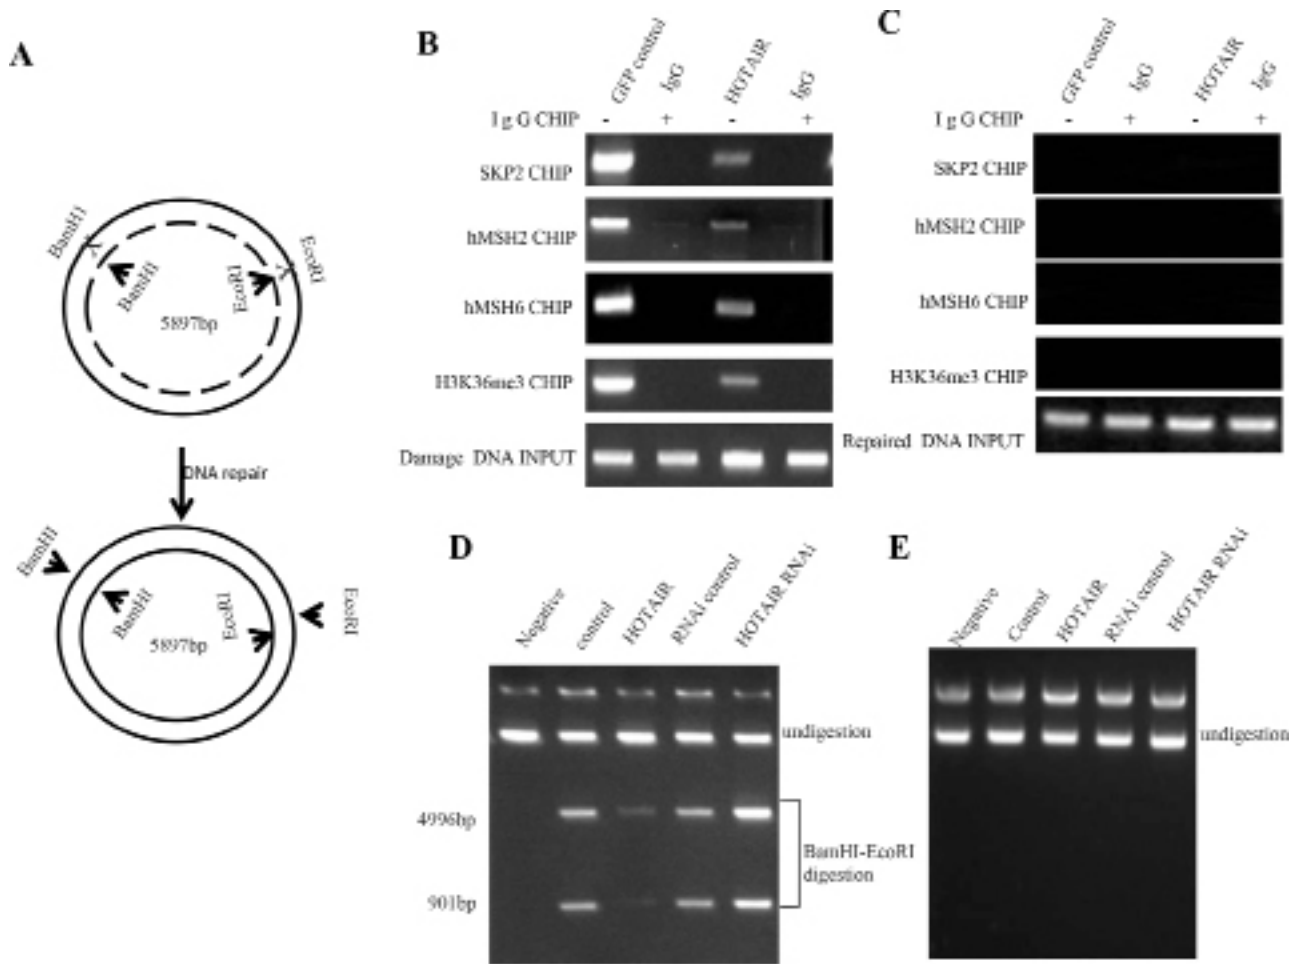 A
BamHI
EcoRI
BamHI
EcoRI
5897bp
DNA repair
BamHI
EcoRI
BamHI
EcoRI
5897bp
B
GFP control
IgG
HOTAIR
IgG
I g G CHIP - + - +
SKP2 CHIP
hMSH2 CHIP
hMSH6 CHIP
H3K36me3 CHIP
Damage DNA INPUT
C
GFP control
IgG
HOTAIR
IgG
I g G CHIP - + - +
SKP2 CHIP
hMSH2 CHIP
hMSH6 CHIP
H3K36me3 CHIP
Repaired DNA INPUT
D
Negative
control
HOTAIR
RNAi control
HOTAIR RNAi
undigestion
4996bp
BamHI-EcoRI
digestion
901bp
E
Negative
Control
HOTAIR
RNAi control
HOTAIR RNAi
undigestion